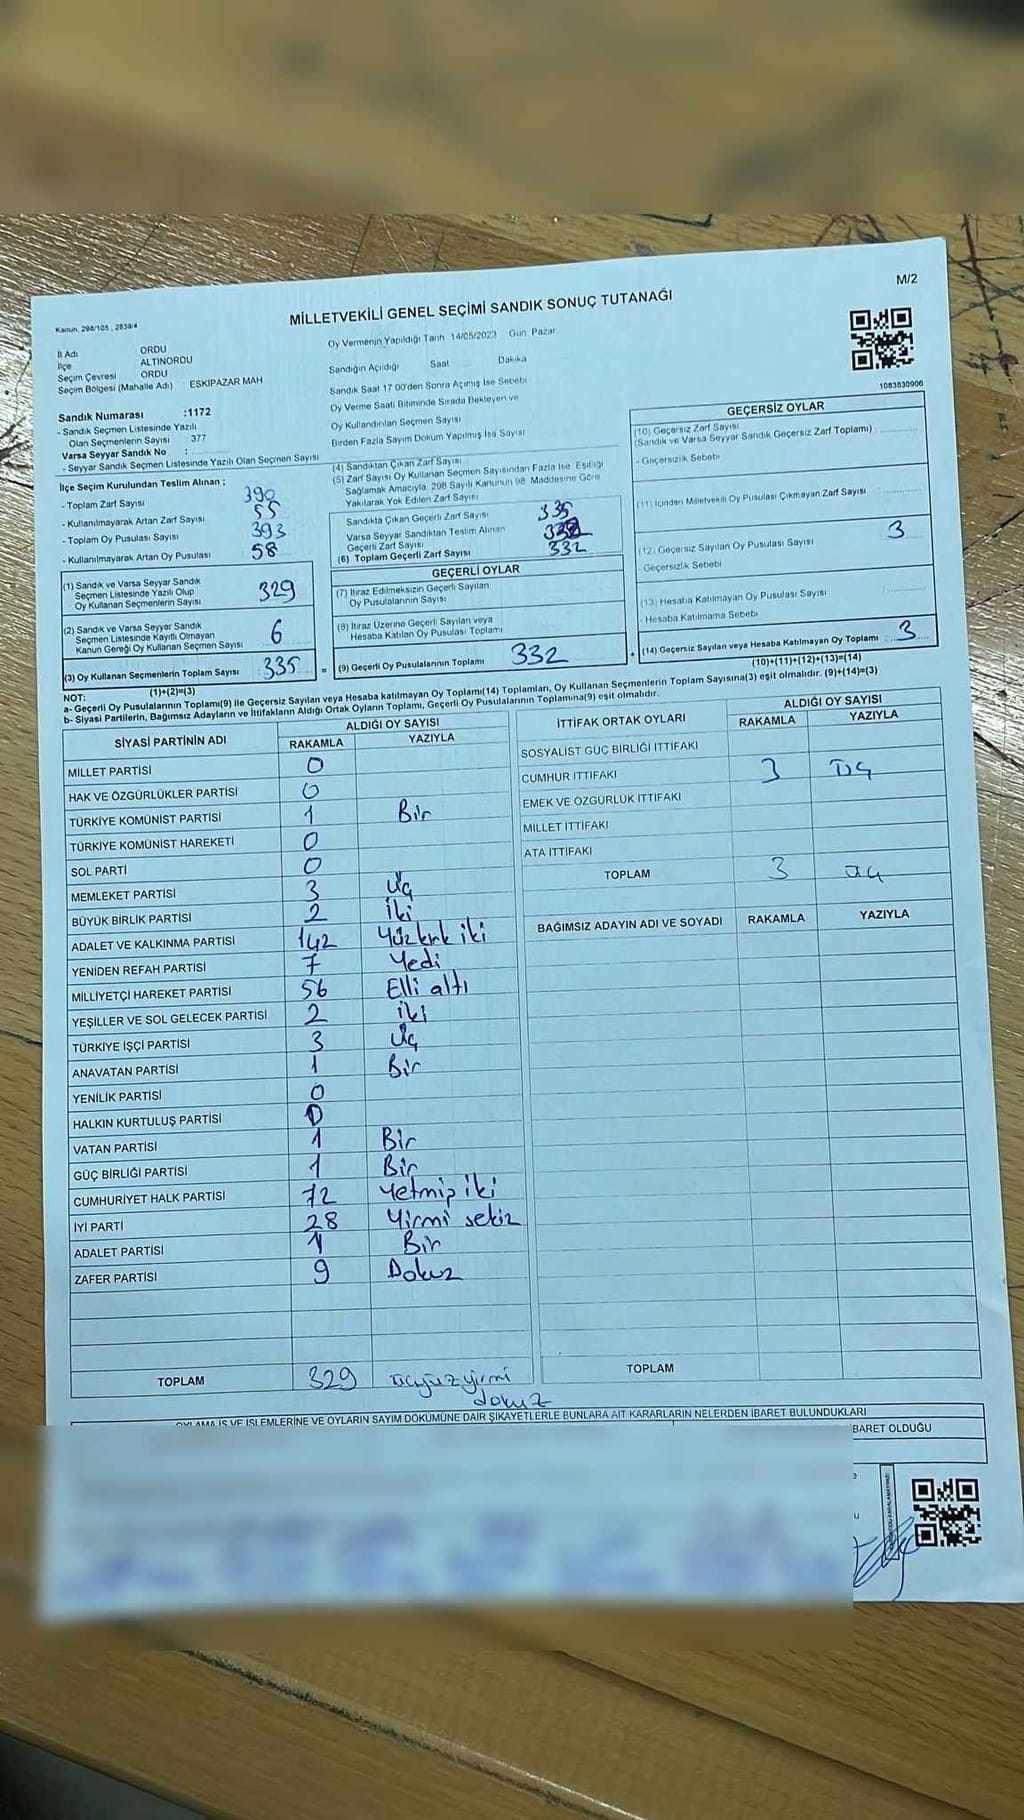 M/2
MİLLETVEKİLİ GENEL SEÇİMİ SANDIK SONUÇ TUTANAĞI
Kanun, 298/105 , 2839/4
İl Adı ORDU
İlçe ALTINORDU
Seçim Çevresi ORDU
Seçim Bölgesi (Mahalle Adı) ESKIPAZAR MAH
Sandık Numarası :1172
- Sandık Seçmen Listesinde Yazılı
Olan Seçmenlerin Sayısı : 377
Varsa Seyyar Sandık No :
- Seyyar Sandık Seçmen Listesinde Yazılı Olan Seçmen Sayısı
Oy Vermenin Yapıldığı Tarih 14/05/2023 Gün Pazar
Sandığın Açıldığı Saat Dakika
Sandık Saat 17 00'den Sonra Açmış İse Sebebi
Oy Verme Saati Bitiminde Sırada Bekleyen ve
Oy Kullandırılan Seçmen Sayısı
Birden Fazla Sayım Döküm Yapılmış İsa Sayısı
1083830906
İlçe Seçim Kurulundan Teslim Alınan ;
- Toplam Zarf Sayısı 390
- Kullanılmayarak Artan Zarf Sayısı 55
- Toplam Oy Pusulası Sayısı 393
- Kullanılmayarak Artan Oy Pusulası 58
(4) Sandıktan Çıkan Zarf Sayısı
(5) Zarf Sayısı Oy Kullanan Seçmen Sayısından Fazla İse, Eşitliği
Sağlamak Amacıyla, 298 Sayılı Kanunun 98. Maddesine Göre
Yakılarak Yok Edilen Zarf Sayısı
Sandıkta Çıkan Geçerli Zarf Sayısı 335
Varsa Seyyar Sandıktan Teslim Alınan
Geçerli Zarf Sayısı
(6) Toplam Geçerli Zarf Sayısı 332
GEÇERSİZ OYLAR
(10) Geçersiz Zarf Sayısı
(Sandık ve Varsa Seyyar Sandık Geçersiz Zarf Toplamı) :
- Geçersizlik Sebebi
(11) İçinden Milletvekili Oy Pusulası Çıkmayan Zarf Sayısı
(12) Geçersiz Sayılan Oy Pusulası Sayısı 3
- Geçersizlik Sebebi
(13) Hesaba Katılmayan Oy Pusulası Sayısı
- Hesaba Katılmama Sebebi
(14) Geçersiz Sayılan veya Hesaba Katılmayan Oy Toplamı : 3
(10)+(11)+(12)+(13)=(14)
(1) Sandık ve Varsa Seyyar Sandık
Seçmen Listesinde Yazılı Olup
Oy Kullanan Seçmenlerin Sayısı 329
(2) Sandık ve Varsa Seyyar Sandık
Seçmen Listesinde Kayıtlı Olmayan
Kanun Gereği Oy Kullanan Seçmen Sayısı 6
(3) Oy Kullanan Seçmenlerin Toplam Sayısı : 335 =
(1)+(2)=(3)
GEÇERLİ OYLAR
(7) İtiraz Edilmeksizin Geçerli Sayılan
Oy Pusulalarının Sayısı
(8) İtiraz Üzerine Geçerli Sayılan veya
Hesaba Katılan Oy Pusulası Toplamı
(9) Geçerli Oy Pusulalarının Toplamı 332 +
NOT:
a- Geçerli Oy Pusulalarının Toplamı(9) ile Geçersiz Sayılan veya Hesaba katılmayan Oy Toplamı(14) Toplamları, Oy Kullanan Seçmenlerin Toplam Sayısına(3) eşit olmalıdır. (9)+(14)=(3)
b- Siyasi Partilerin, Bağımsız Adayların ve İttifakların Aldığı Ortak Oyların Toplamı, Geçerli Oy Pusulalarının Toplamına(9) eşit olmalıdır.
SİYASİ PARTİNİN ADI ALDIĞI OY SAYISI
RAKAMLA YAZIYLA
MİLLET PARTİSİ 0
HAK VE ÖZGÜRLÜKLER PARTİSİ 0
TÜRKİYE KOMÜNİST PARTİSİ 1 Bir
TÜRKİYE KOMÜNİST HAREKETİ 0
SOL PARTİ 0
MEMLEKET PARTİSİ 3 Üç
BÜYÜK BİRLİK PARTİSİ 2 İki
ADALET VE KALKINMA PARTİSİ 142 Yüzkırk iki
YENİDEN REFAH PARTİSİ 7 Yedi
MİLLİYETÇİ HAREKET PARTİSİ 56 Elli altı
YEŞİLLER VE SOL GELECEK PARTİSİ 2 İki
TÜRKİYE İŞÇİ PARTİSİ 3 Üç
ANAVATAN PARTİSİ 1 Bir
YENİLİK PARTİSİ 0
HALKIN KURTULUŞ PARTİSİ 0
VATAN PARTİSİ 1 Bir
GÜÇ BİRLİĞİ PARTİSİ 1 Bir
CUMHURİYET HALK PARTİSİ 72 Yetmiş iki
İYİ PARTİ 28 Yirmi sekiz
ADALET PARTİSİ 1 Bir
ZAFER PARTİSİ 9 Dokuz
TOPLAM 329 üçyüzyirmi
dokuz
İTTİFAK ORTAK OYLARI ALDIĞI OY SAYISI
RAKAMLA YAZIYLA
SOSYALİST GÜÇ BİRLİĞİ İTTİFAKI
CUMHUR İTTİFAKI 3 Üç
EMEK VE ÖZGÜRLÜK İTTİFAKI
MİLLET İTTİFAKI
ATA İTTİFAKI
TOPLAM 3 üç
BAĞIMSIZ ADAYIN ADI VE SOYADI RAKAMLA YAZIYLA
TOPLAM
OYLAMA İŞ VE İŞLEMLERİNE VE OYLARIN SAYIM DÖKÜMÜNE DAİR ŞİKAYETLERLE BUNLARA AİT KARARLARIN NELERDEN İBARET BULUNDUKLARI
BARET OLDUĞU